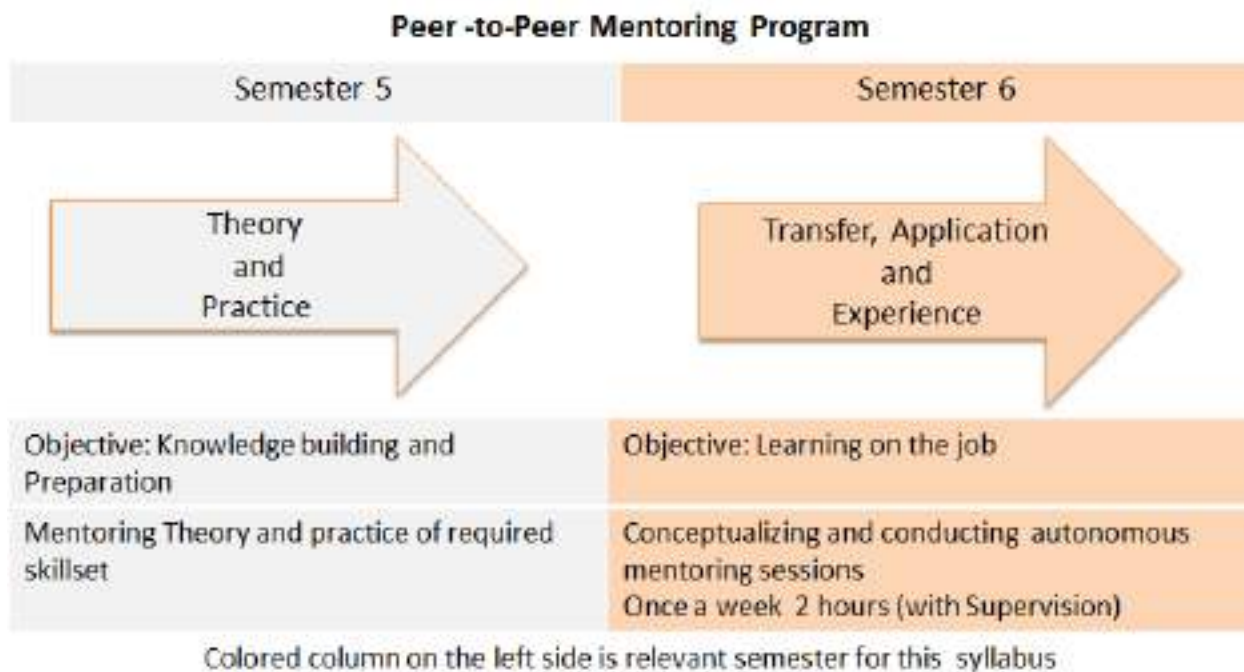 Peer -to-Peer Mentoring Program
Semester 5
Semester 6
Theory
and
Practice
Transfer, Application
and
Experience
Objective: Knowledge building and
Preparation
Objective: Learning on the job
Mentoring Theory and practice of required
skillset
Conceptualizing and conducting autonomous
mentoring sessions
Once a week 2 hours (with Supervision)
Colored column on the left side is relevant semester for this syllabus